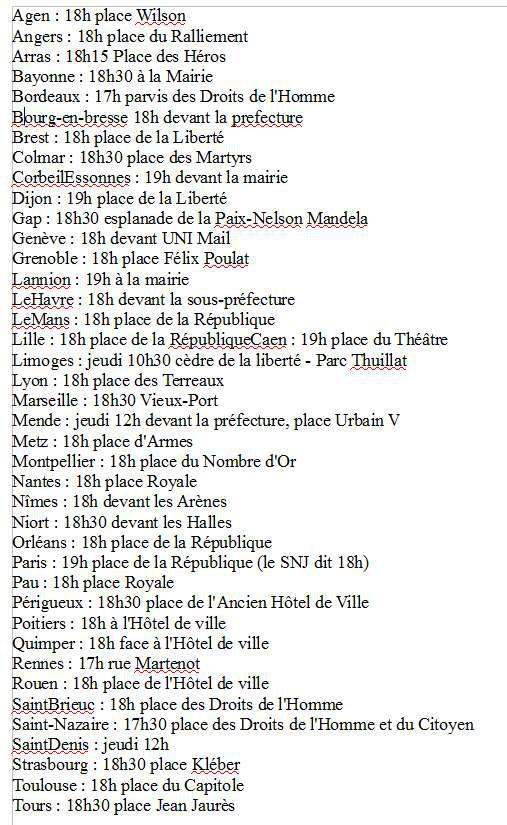 Agen : 18h place Wilson
Angers : 18h place du Ralliement
Arras : 18h15 Place des Héros
Bayonne : 18h30 à la Mairie
Bordeaux : 17h parvis des Droits de l'Homme
Bourg-en-bresse 18h devant la prefecture
Brest : 18h place de la Liberté
Colmar : 18h30 place des Martyrs
CorbeilEssonnes : 19h devant la mairie
Dijon : 19h place de la Liberté
Gap : 18h30 esplanade de la Paix-Nelson Mandela
Genève : 18h devant UNI Mail
Grenoble : 18h place Félix Poulat
Lannion : 19h à la mairie
LeHavre : 18h devant la sous-préfecture
LeMans : 18h place de la République
Lille : 18h place de la RépubliqueCaen : 19h place du Théâtre
Limoges : jeudi 10h30 cèdre de la liberté - Parc Thuillat
Lyon : 18h place des Terreaux
Marseille : 18h30 Vieux-Port
Mende : jeudi 12h devant la préfecture, place Urbain V
Metz : 18h place d'Armes
Montpellier : 18h place du Nombre d'Or
Nantes : 18h place Royale
Nîmes : 18h devant les Arènes
Niort : 18h30 devant les Halles
Orléans : 18h place de la République
Paris : 19h place de la République (le SNJ dit 18h)
Pau : 18h place Royale
Périgueux : 18h30 place de l'Ancien Hôtel de Ville
Poitiers : 18h à l'Hôtel de ville
Quimper : 18h face à l'Hôtel de ville
Rennes : 17h rue Martenot
Rouen : 18h place de l'Hôtel de ville
SaintBrieuc : 18h place des Droits de l'Homme
Saint-Nazaire : 17h30 place des Droits de l'Homme et du Citoyen
SaintDenis : jeudi 12h
Strasbourg : 18h30 place Kléber
Toulouse : 18h place du Capitole
Tours : 18h30 place Jean Jaurès